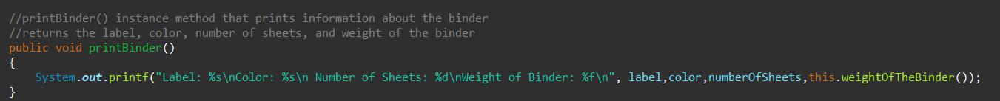 //printBinder() instance method that prints information about the binder
//returns the label, color, number of sheets, and weight of the binder
public void printBinder()
{
    System.out.printf("Label: %s\nColor: %s\n Number of Sheets: %d\nWeight of Binder: %f\n", label,color,numberOfSheets,this.weightOfTheBinder());
}